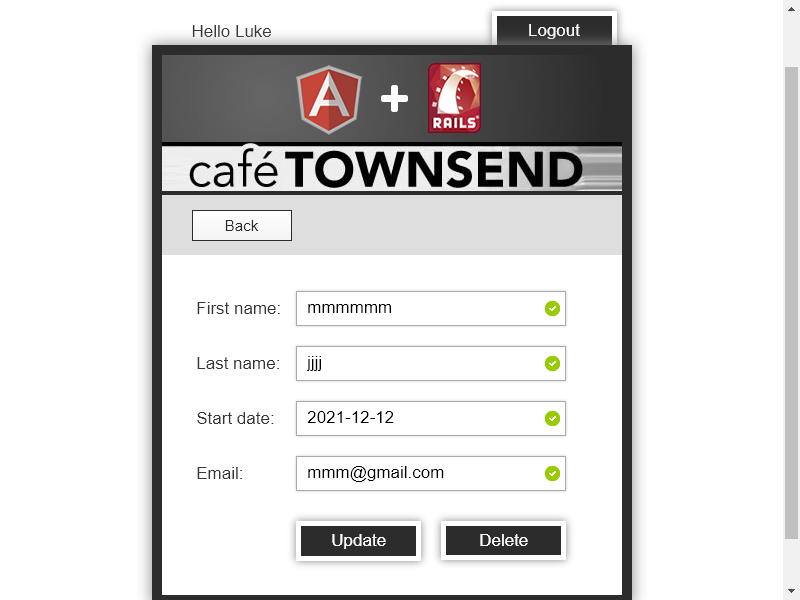 Hello Luke
Logout
A
RAILS
café TOWNSEND
Back
First name: mmmmmm
Last name: jjjj
Start date: 2021-12-12
Email: mmm@gmail.com
Update Delete